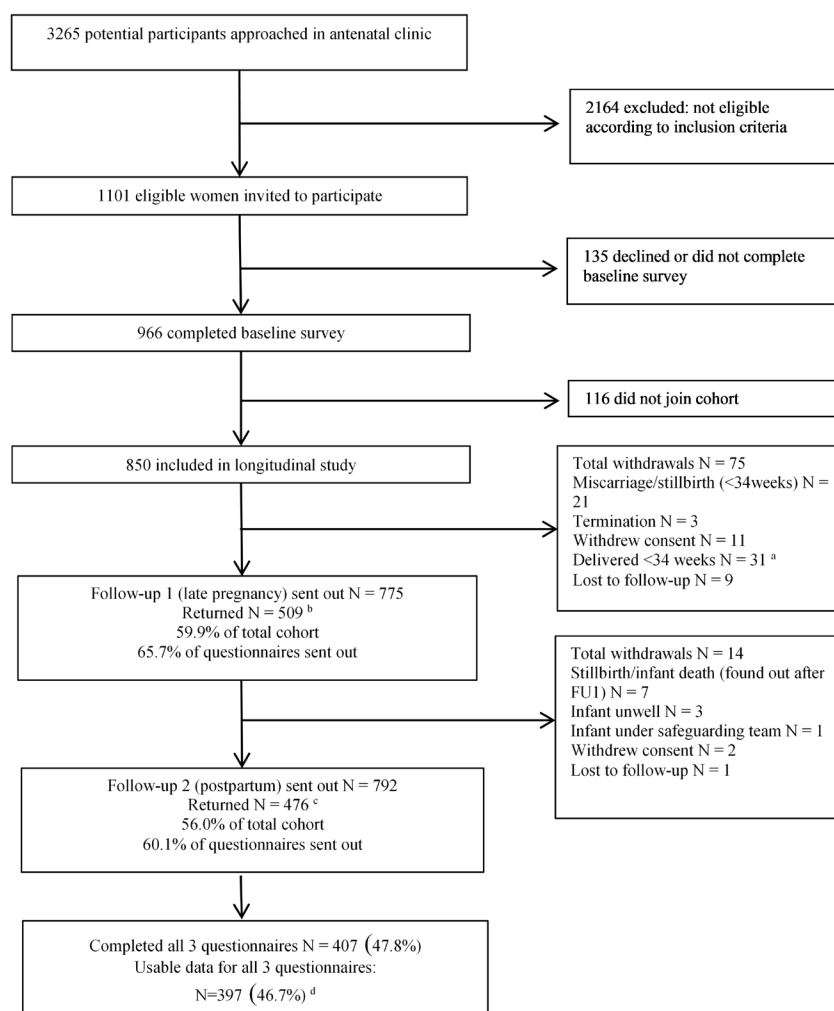 3265 potential participants approached in antenatal clinic
2164 excluded: not eligible
according to inclusion criteria
1101 eligible women invited to participate
135 declined or did not complete
baseline survey
966 completed baseline survey
116 did not join cohort
850 included in longitudinal study
Total withdrawals N = 75
Miscarriage/stillbirth (<34weeks) N =
21
Termination N = 3
Withdrew consent N = 11
Delivered <34 weeks N = 31 a
Lost to follow-up N = 9
Follow-up 1 (late pregnancy) sent out N = 775
Returned N = 509 b
59.9% of total cohort
65.7% of questionnaires sent out
Total withdrawals N = 14
Stillbirth/infant death (found out after
FU1) N = 7
Infant unwell N = 3
Infant under safeguarding team N = 1
Withdrew consent N = 2
Lost to follow-up N = 1
Follow-up 2 (postpartum) sent out N = 792
Returned N = 476 c
56.0% of total cohort
60.1% of questionnaires sent out
Completed all 3 questionnaires N = 407 (47.8%)
Usable data for all 3 questionnaires:
N=397 (46.7%) d